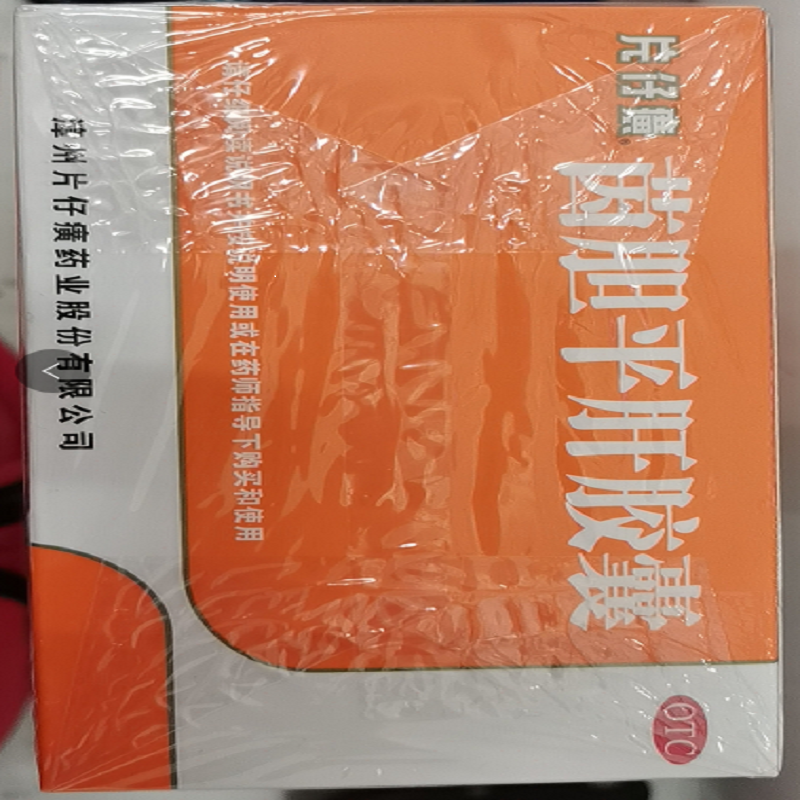 片仔癀®
茵胆平肝胶囊
请仔细阅读说明书并按说明使用或在药师指导下购买和使用
漳州片仔癀药业股份有限公司
OTC